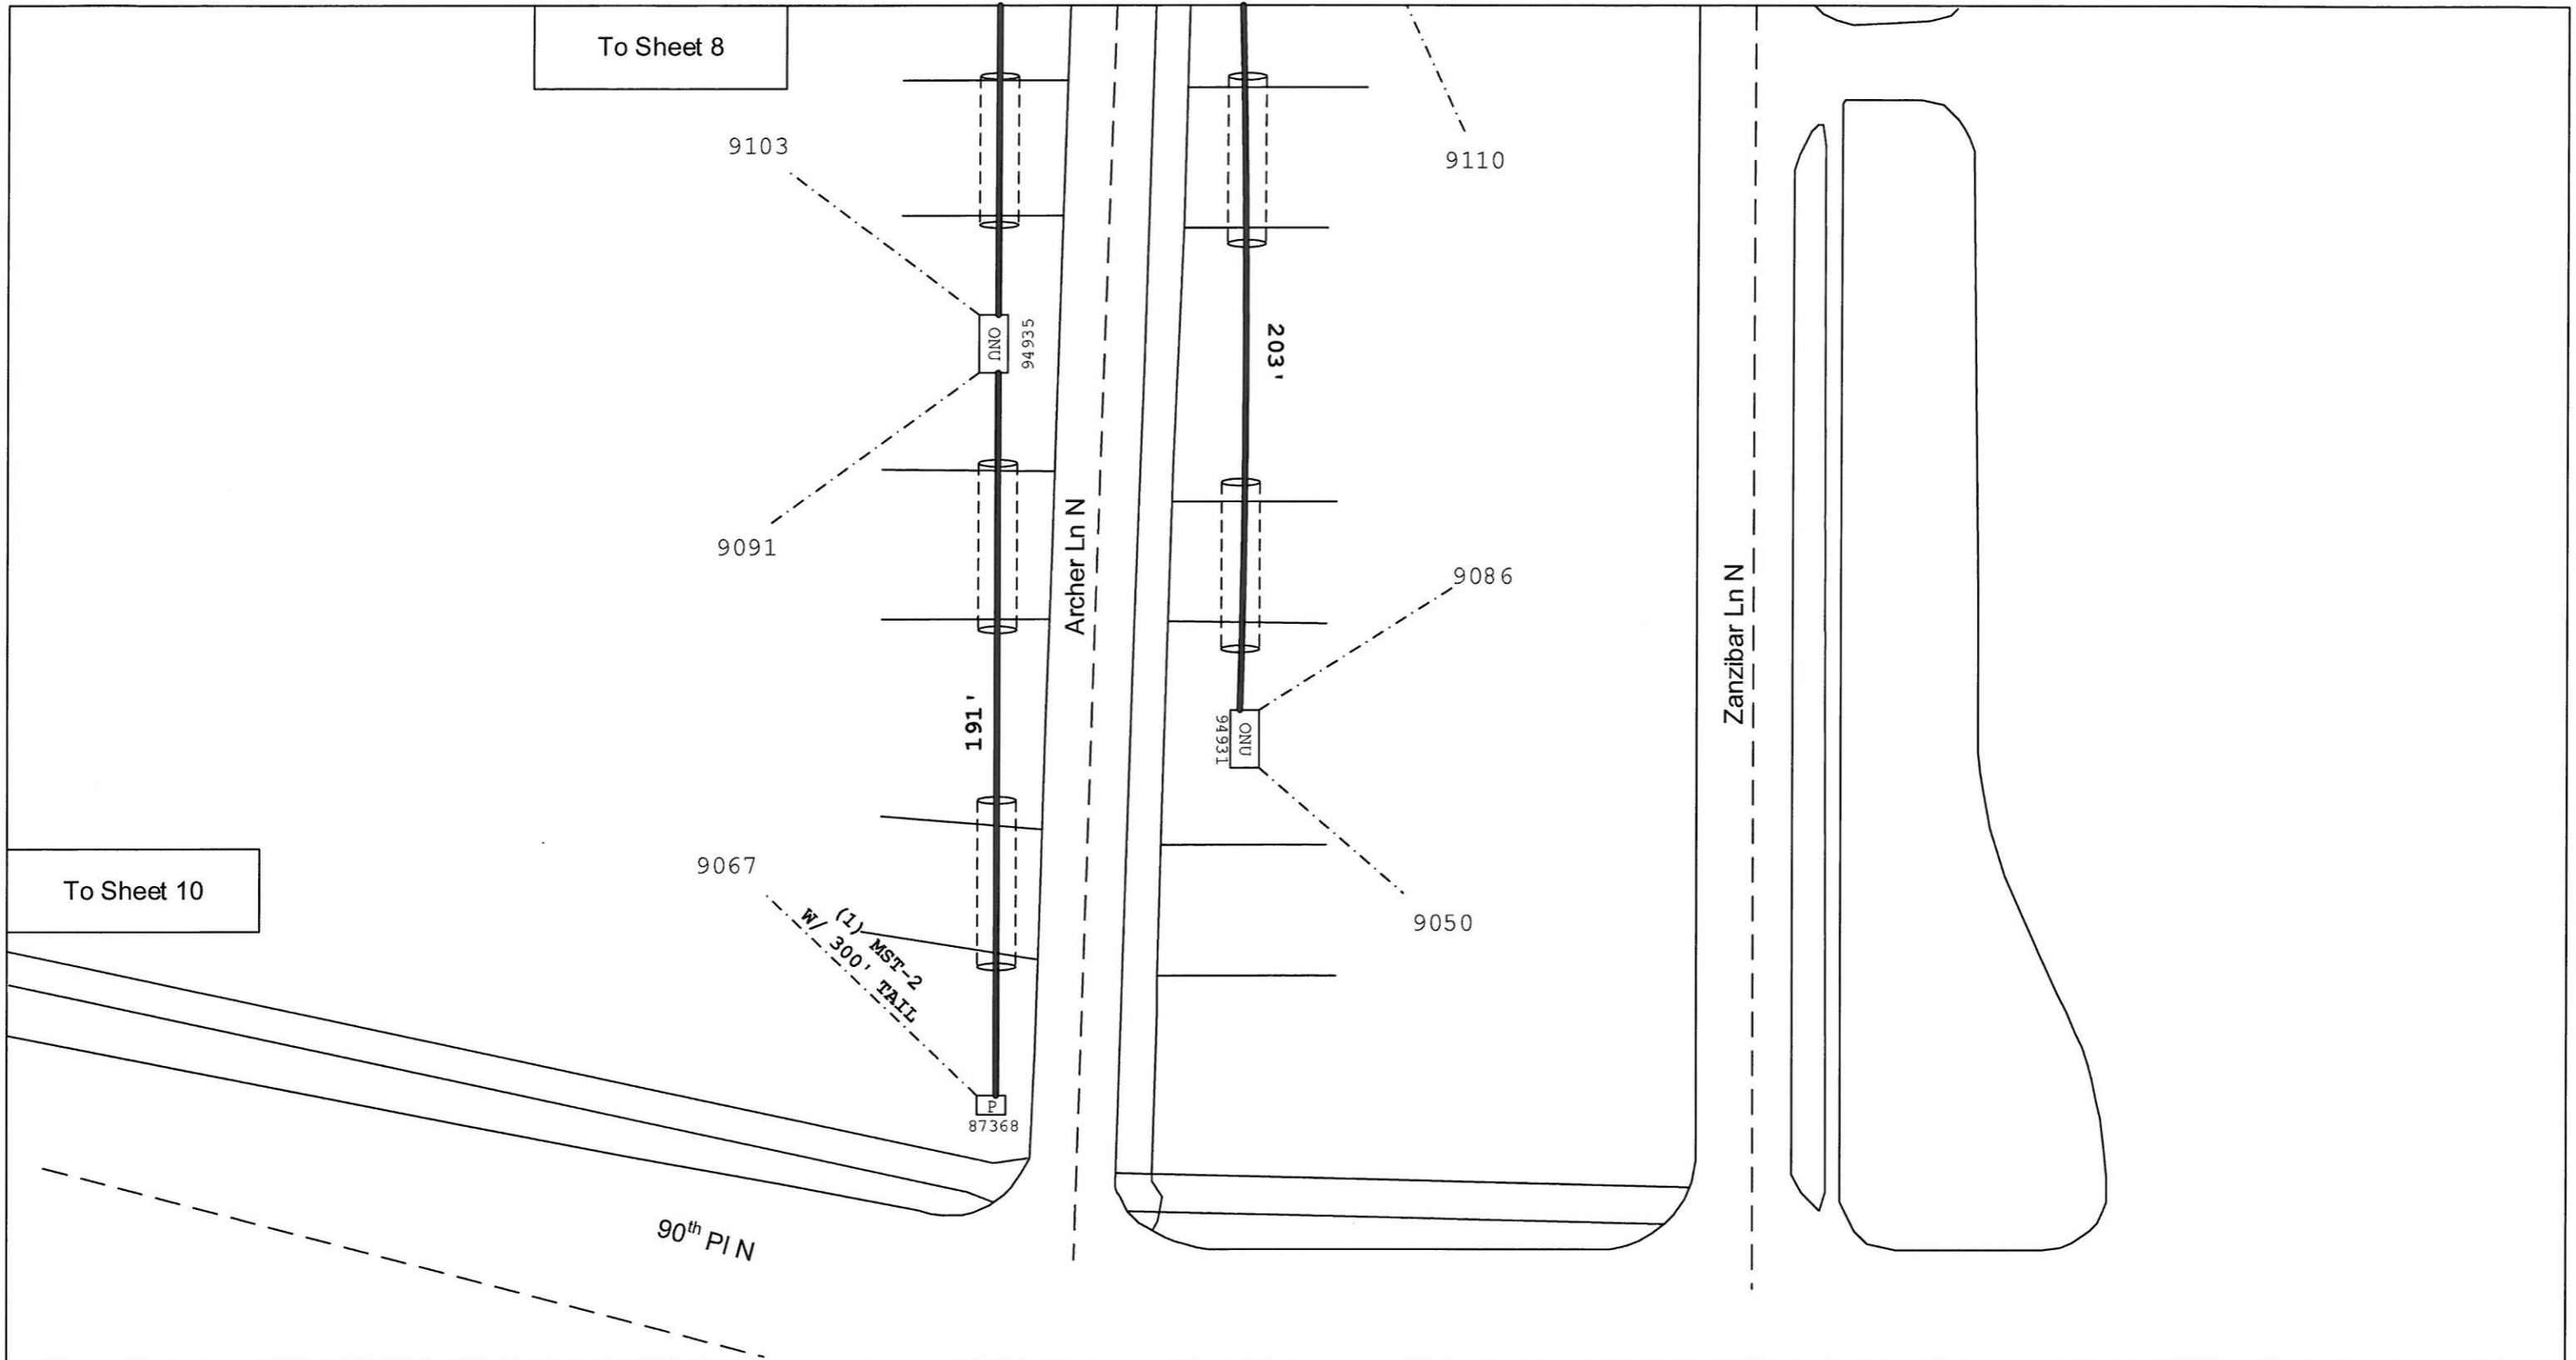 To Sheet 8
9103
9110
ONU
94935
203'
9091
Archer Ln N
9086
Zanzibar Ln N
191'
ONU
94931
9067
To Sheet 10
(1) MST-2
W/ 300' TAIL
9050
P
87368
90th Pl N